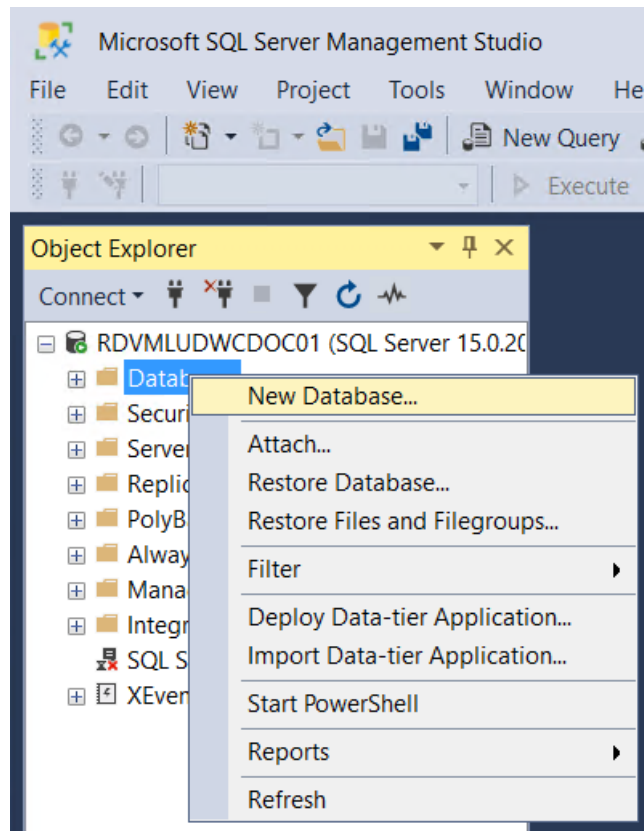 Microsoft SQL Server Management Studio
File Edit View Project Tools Window He
New Query
Execute
Object Explorer
Connect
RDVMLUDWCDOC01 (SQL Server 15.0.20
Datab
New Database...
Securi
Attach...
Server
Replic
Restore Database...
PolyB
Restore Files and Filegroups...
Alway
Filter
Mana
Integr
Deploy Data-tier Application...
SQL S
Import Data-tier Application...
XEven
Start PowerShell
Reports
Refresh